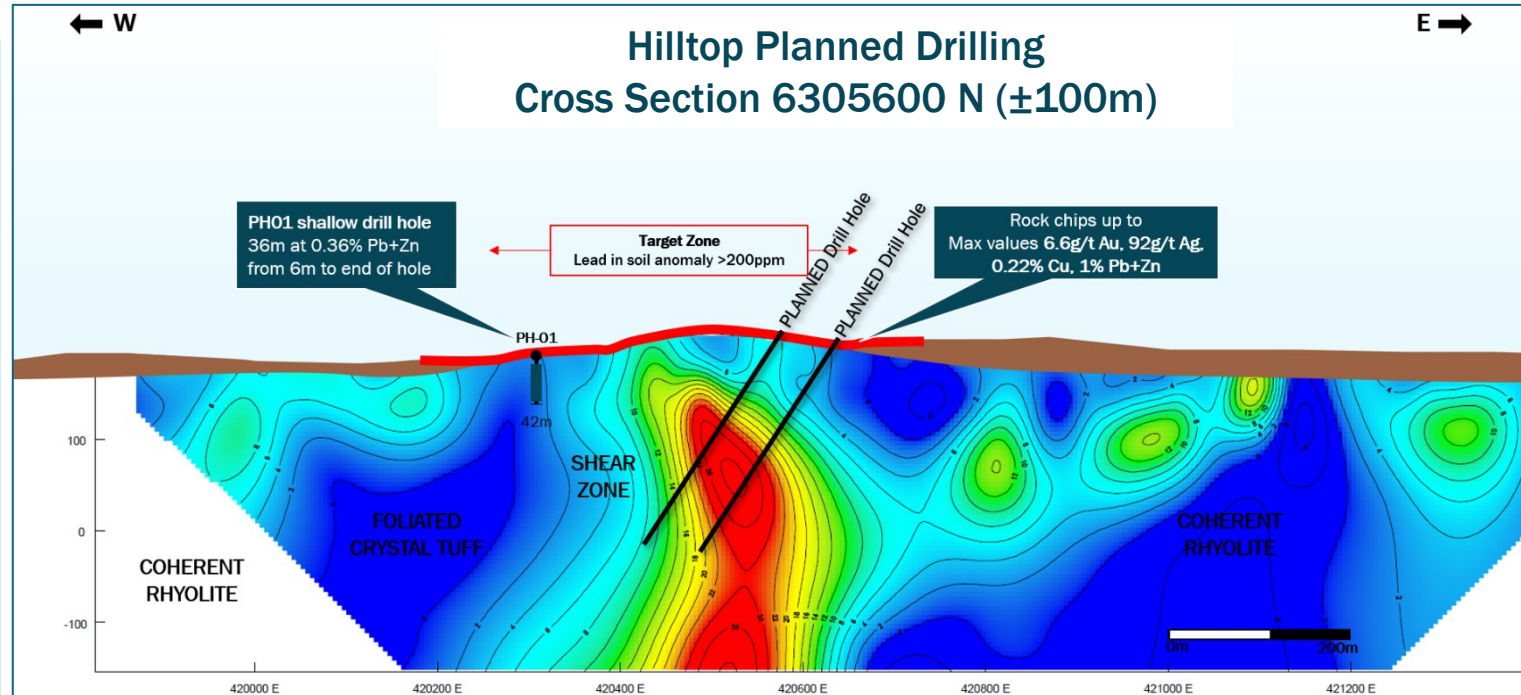 W
E
Hilltop Planned Drilling
Cross Section 6305600 N (±100m)
PH01 shallow drill hole
36m at 0.36% Pb+Zn
from 6m to end of hole
Target Zone
Lead in soil anomaly >200ppm
PLANNED Drill Hole
PLANNED Drill Hole
Rock chips up to
Max values 6.6g/t Au, 92g/t Ag,
0.22% Cu, 1% Pb+Zn
PH-01
42m
100
0
-100
SHEAR
ZONE
FOLIATED
CRYSTAL TUFF
COHERENT
RHYOLITE
COHERENT
RHYOLITE
0m
200m
420000 E
420200 E
420400 E
420600 E
420800 E
421000 E
421200 E